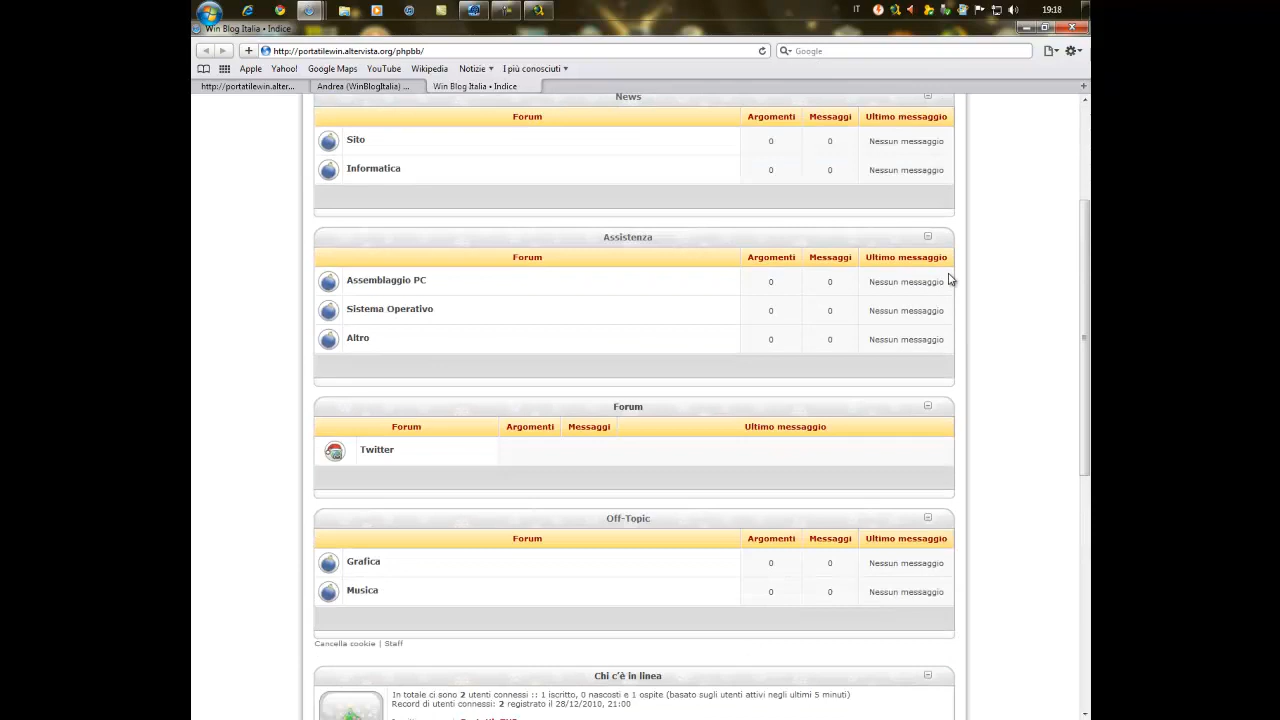 IT 19:18
Win Blog Italia • Indice
http://portatilewin.altervista.org/phpbb/ Google
Apple Yahoo! Google Maps YouTube Wikipedia Notizie I più conosciuti
http://portatilewin.alter... Andrea (WinBlogItalia) ... Win Blog Italia • Indice
News
Forum Argomenti Messaggi Ultimo messaggio
Sito 0 0 Nessun messaggio
Informatica 0 0 Nessun messaggio
Assistenza
Forum Argomenti Messaggi Ultimo messaggio
Assemblaggio PC 0 0 Nessun messaggio
Sistema Operativo 0 0 Nessun messaggio
Altro 0 0 Nessun messaggio
Forum
Forum Argomenti Messaggi Ultimo messaggio
Twitter
Off-Topic
Forum Argomenti Messaggi Ultimo messaggio
Grafica 0 0 Nessun messaggio
Musica 0 0 Nessun messaggio
Cancella cookie | Staff
Chi c'è in linea
In totale ci sono 2 utenti connessi :: 1 iscritto, 0 nascosti e 1 ospite (basato sugli utenti attivi negli ultimi 5 minuti)
Record di utenti connessi: 2 registrato il 28/12/2010, 21:00